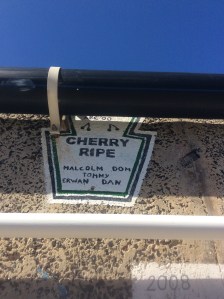 CHERRY
RIPE
MALCOLM DOM
TOMMY
ERWAN DAN
2008